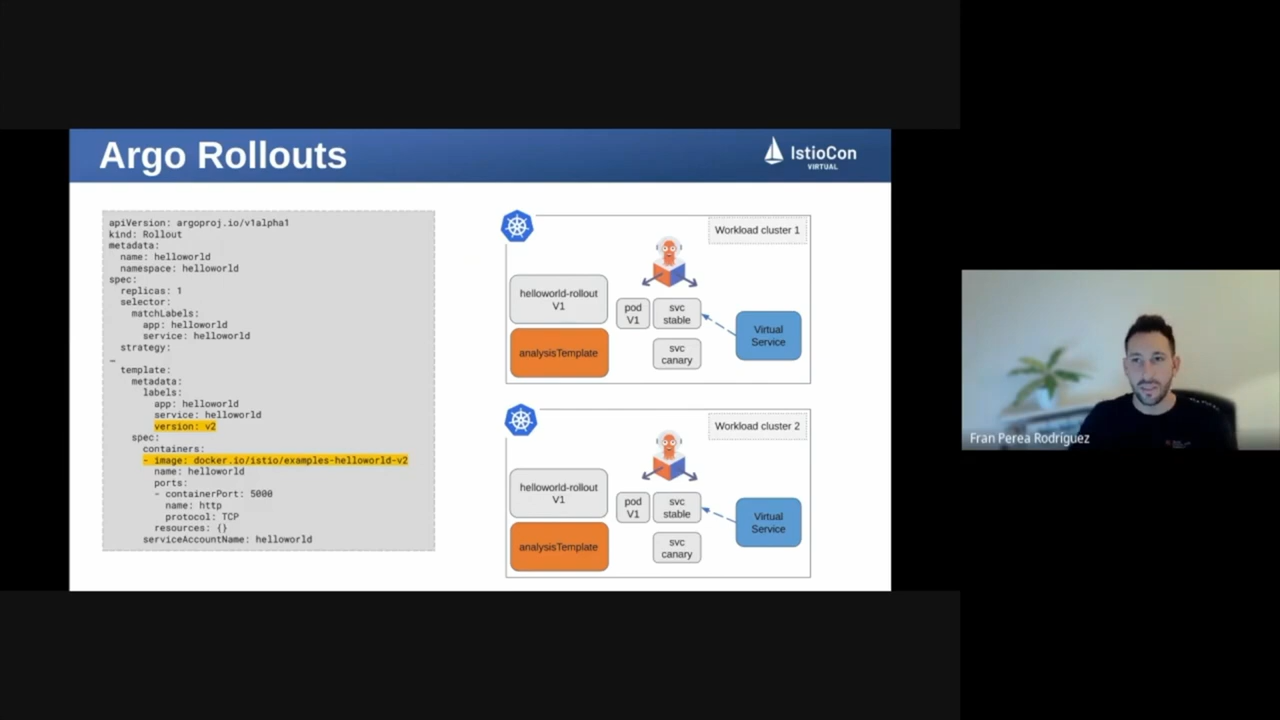 Argo Rollouts
IstioCon
VIRTUAL
apiVersion: argoproj.io/v1alpha1
kind: Rollout
metadata:
  name: helloworld
  namespace: helloworld
spec:
  replicas: 1
  selector:
    matchLabels:
      app: helloworld
      service: helloworld
  strategy:
…
  template:
    metadata:
      labels:
        app: helloworld
        service: helloworld
        version: v2
    spec:
      containers:
      - image: docker.io/istio/examples-helloworld-v2
        name: helloworld
        ports:
        - containerPort: 5000
          name: http
          protocol: TCP
        resources: {}
      serviceAccountName: helloworld
Workload cluster 1
helloworld-rollout
V1
pod
V1
svc
stable
Virtual
Service
analysisTemplate
svc
canary
Workload cluster 2
helloworld-rollout
V1
pod
V1
svc
stable
Virtual
Service
analysisTemplate
svc
canary
Fran Perea Rodríguez